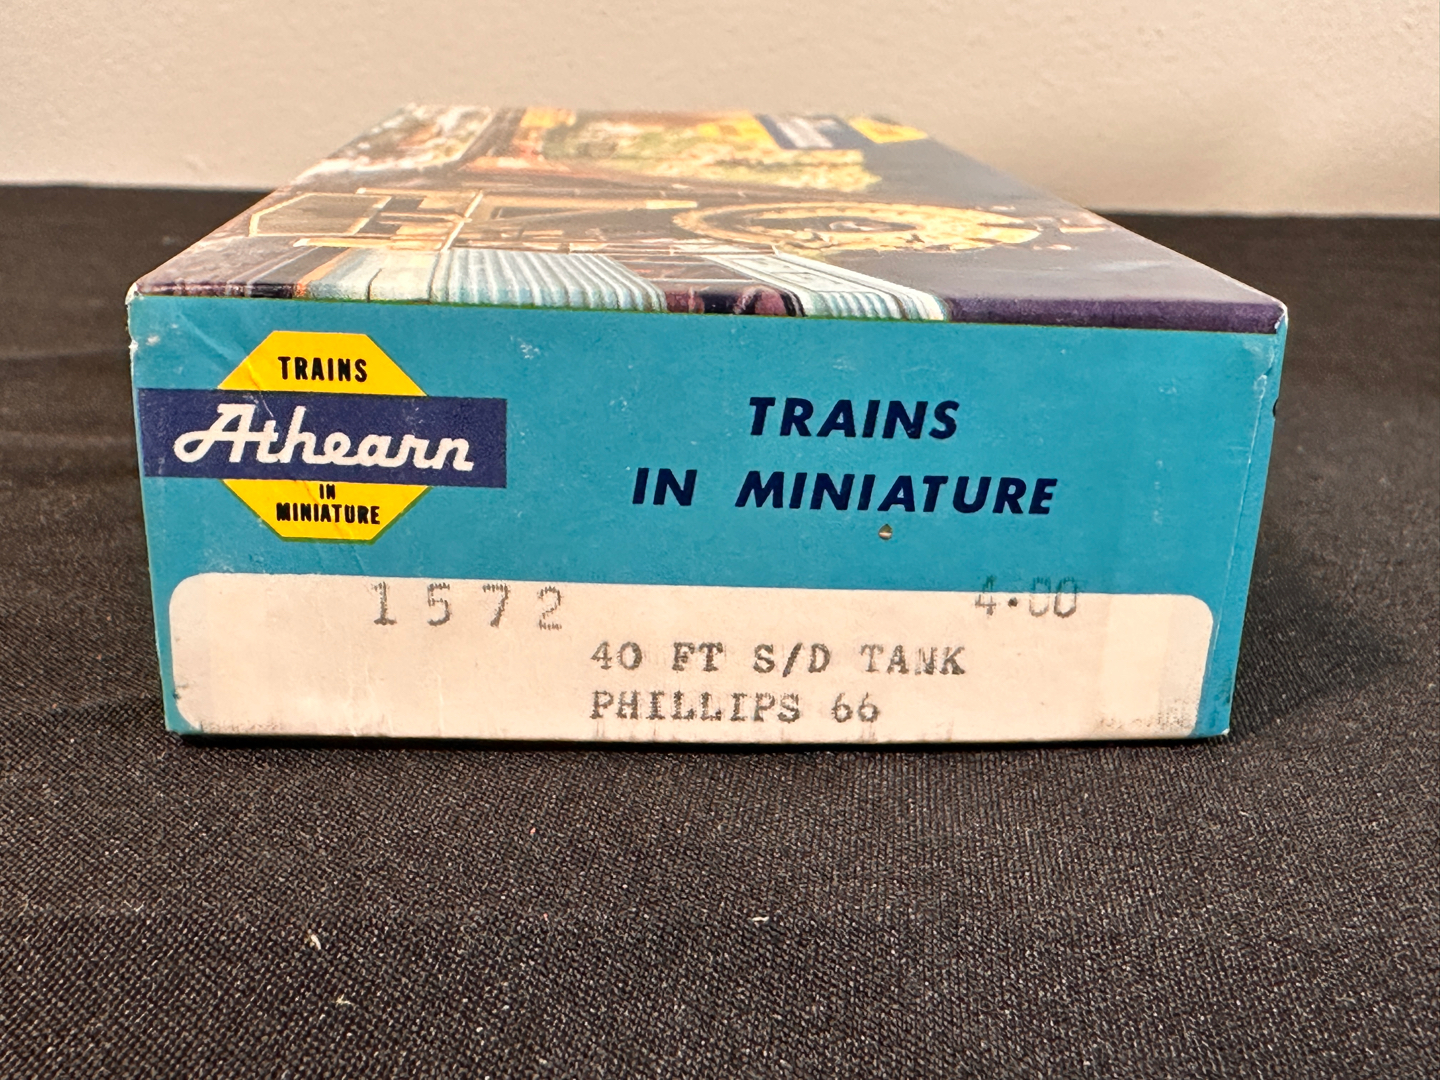 TRAINS
Athearn
IN
MINIATURE
TRAINS
IN MINIATURE
1572 4.00
40 FT S/D TANK
PHILLIPS 66